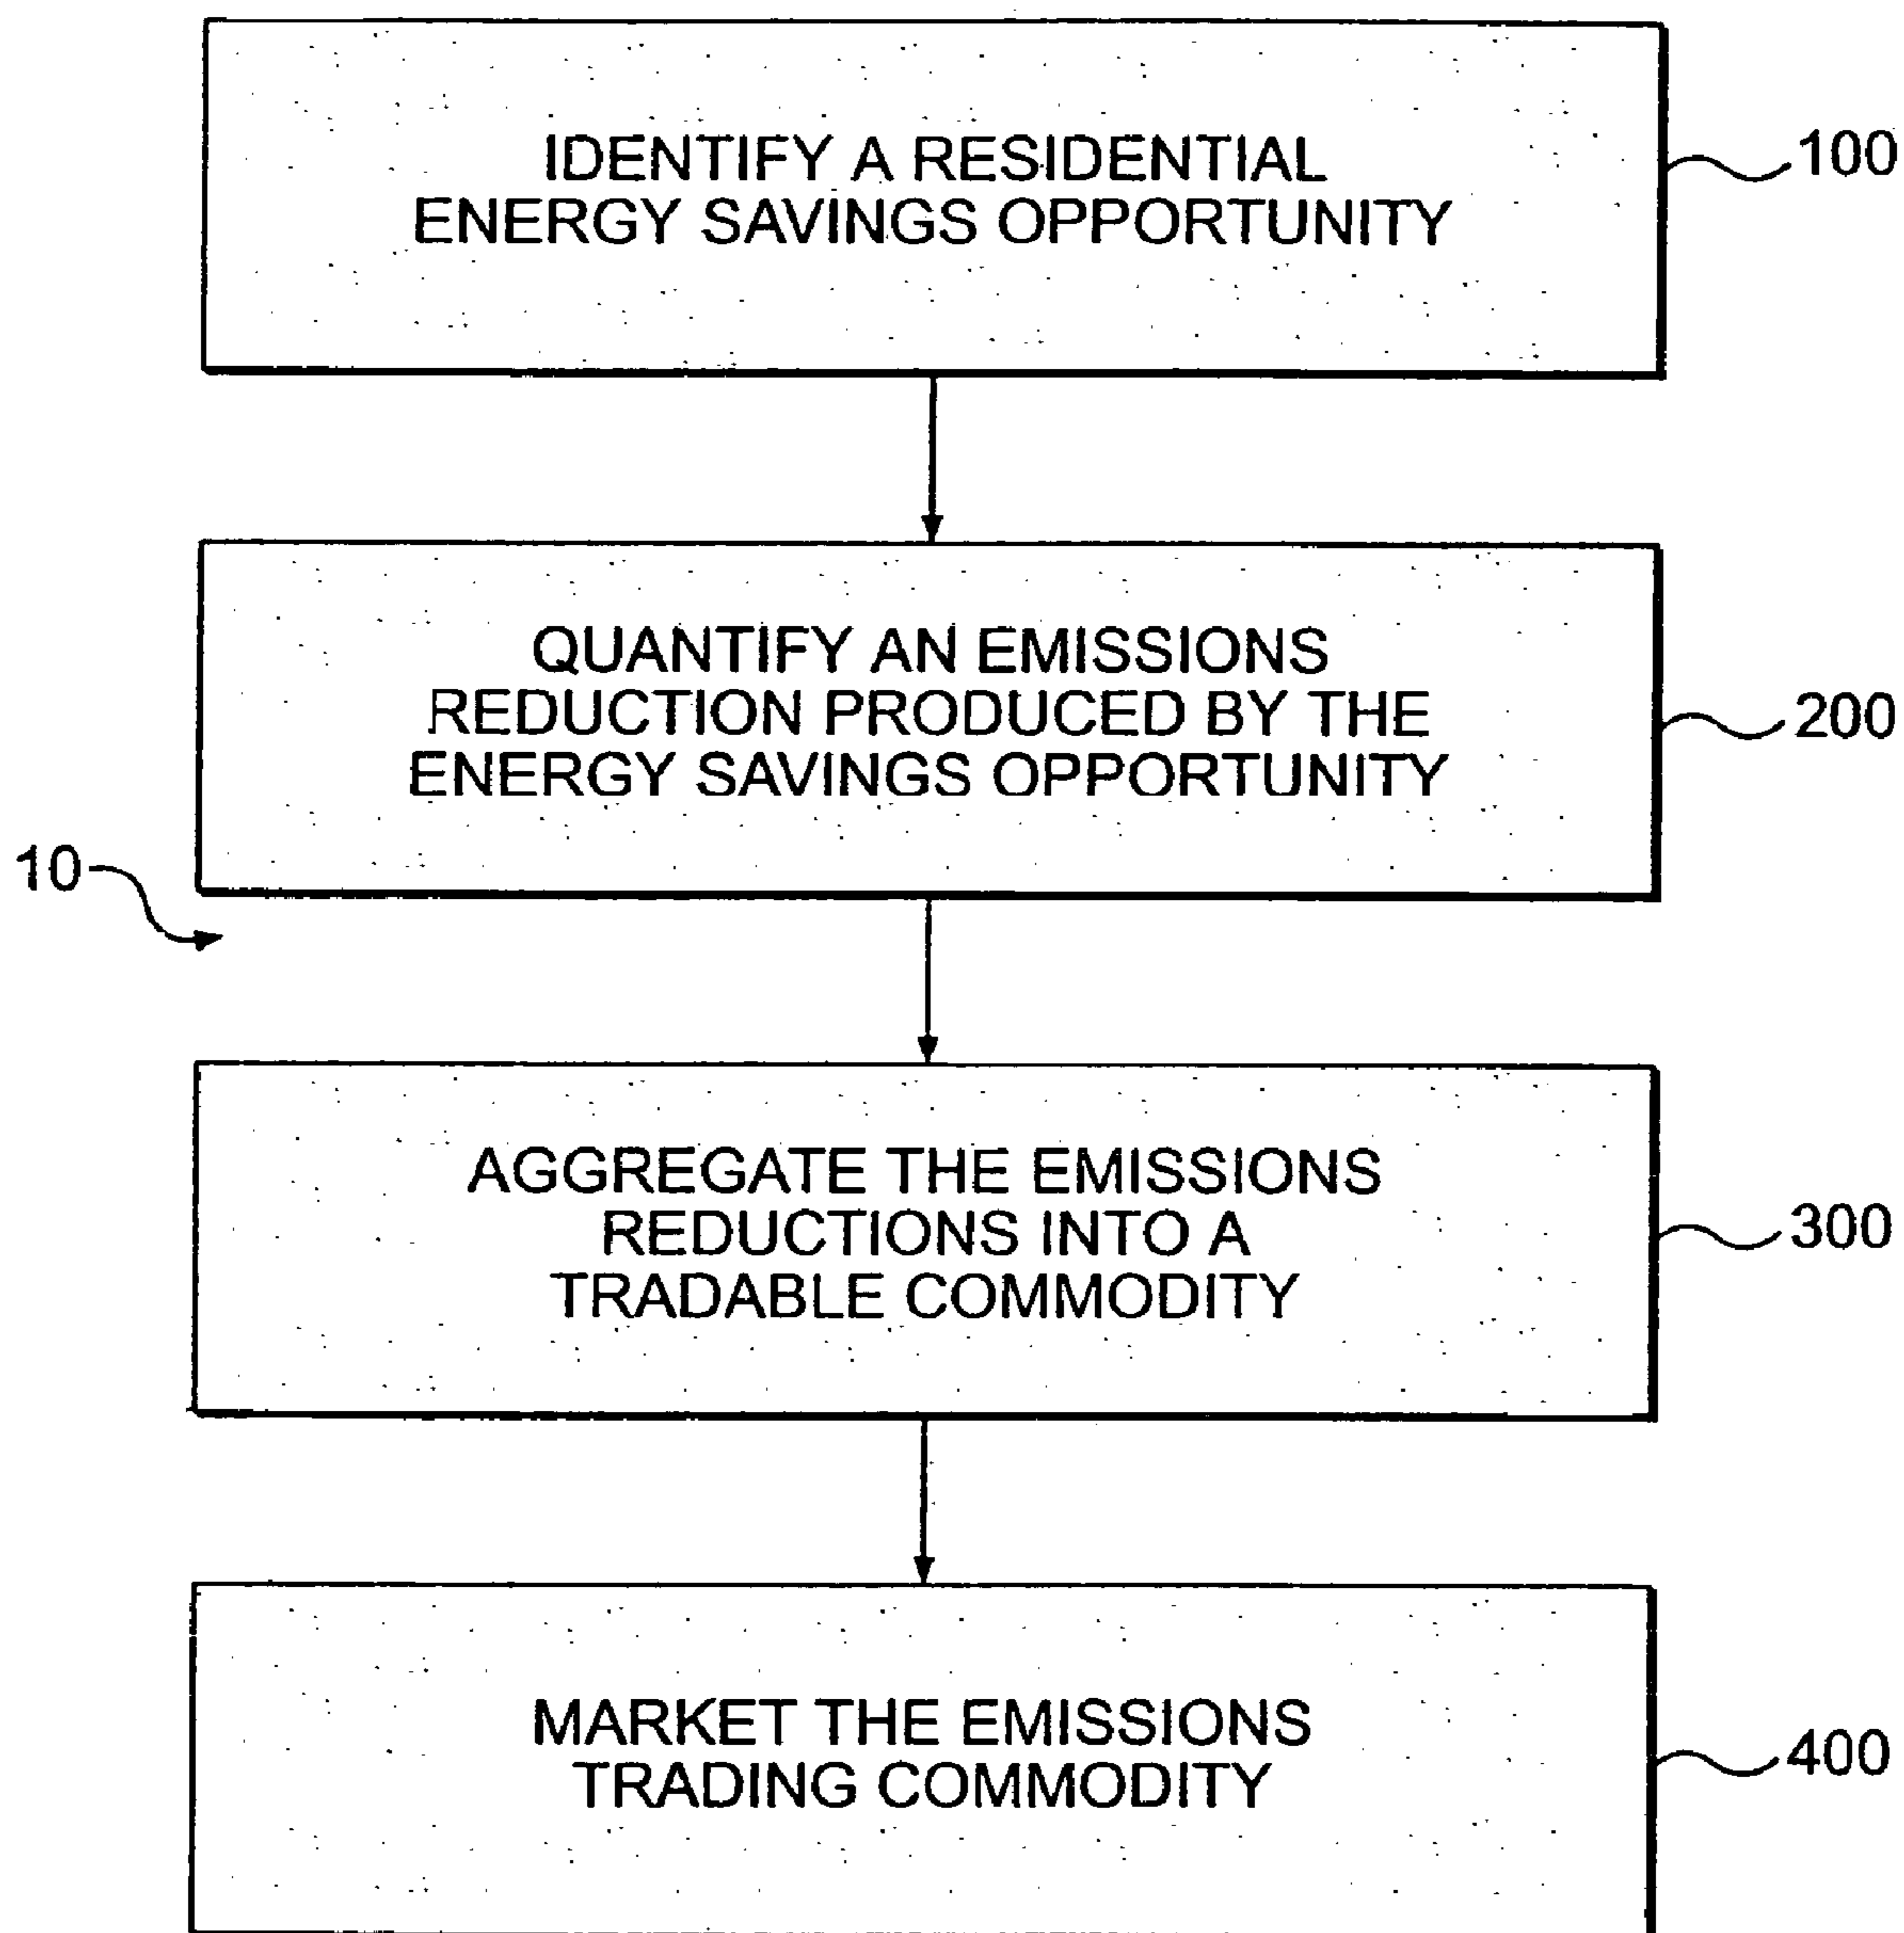 IDENTIFY A RESIDENTIAL
ENERGY SAVINGS OPPORTUNITY
100
QUANTIFY AN EMISSIONS
REDUCTION PRODUCED BY THE
ENERGY SAVINGS OPPORTUNITY
200
10
AGGREGATE THE EMISSIONS
REDUCTIONS INTO A
TRADABLE COMMODITY
300
MARKET THE EMISSIONS
TRADING COMMODITY
400